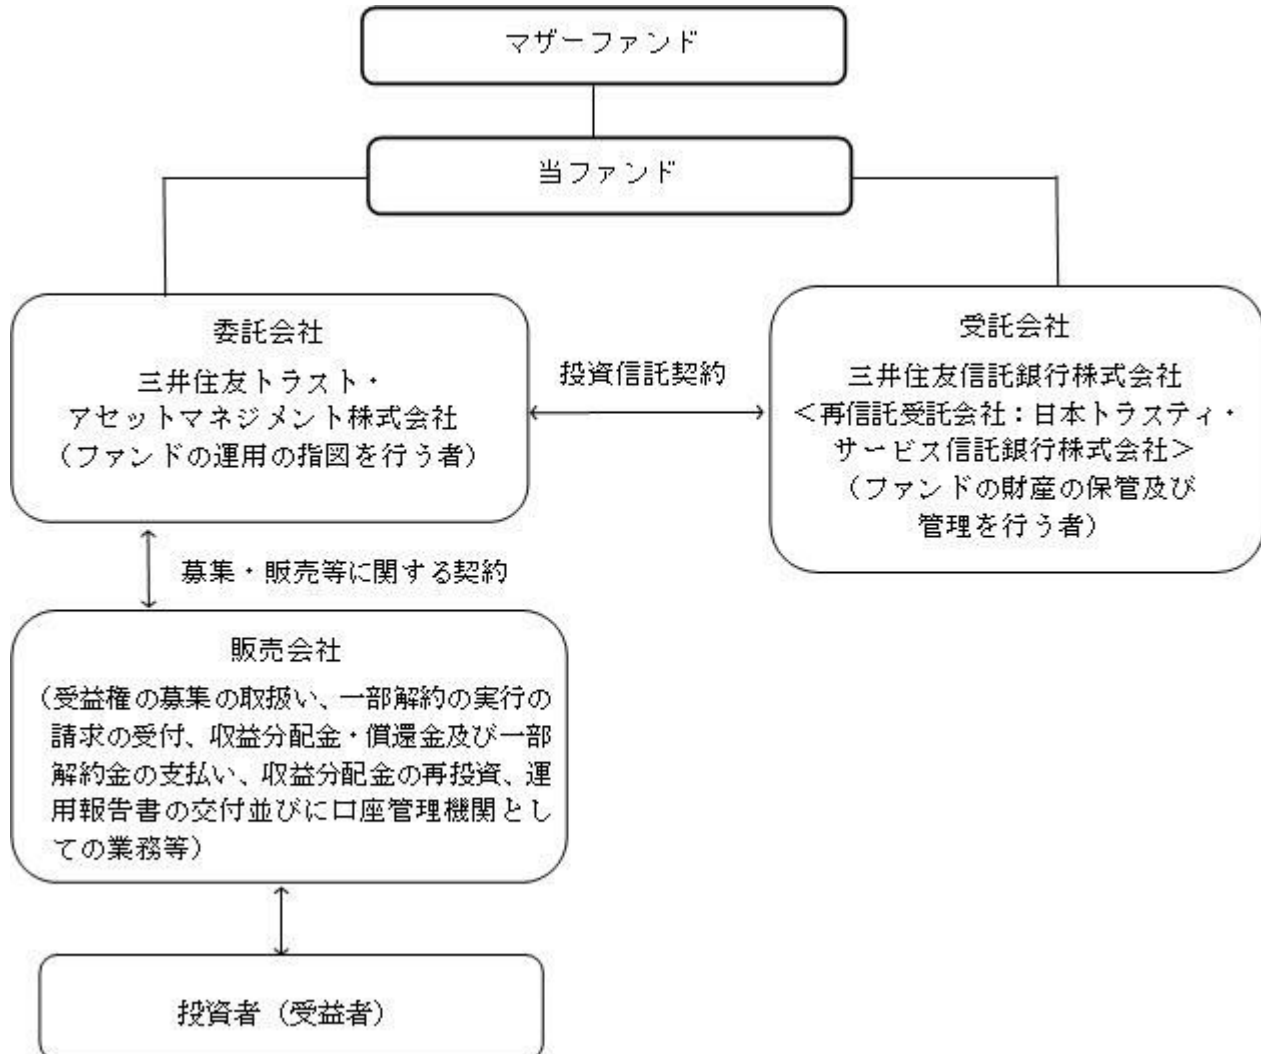 マザーファンド
当ファンド
委託会社
三井住友トラスト・
アセットマネジメント株式会社
（ファンドの運用の指図を行う者）
投資信託契約
受託会社
三井住友信託銀行株式会社
＜再信託受託会社：日本トラスティ・
サービス信託銀行株式会社＞
（ファンドの財産の保管及び
管理を行う者）
募集・販売等に関する契約
販売会社
（受益権の募集の取扱い、一部解約の実行の
請求の受付、収益分配金・償還金及び一部
解約金の支払い、収益分配金の再投資、運
用報告書の交付並びに口座管理機関とし
ての業務等）
投資者（受益者）